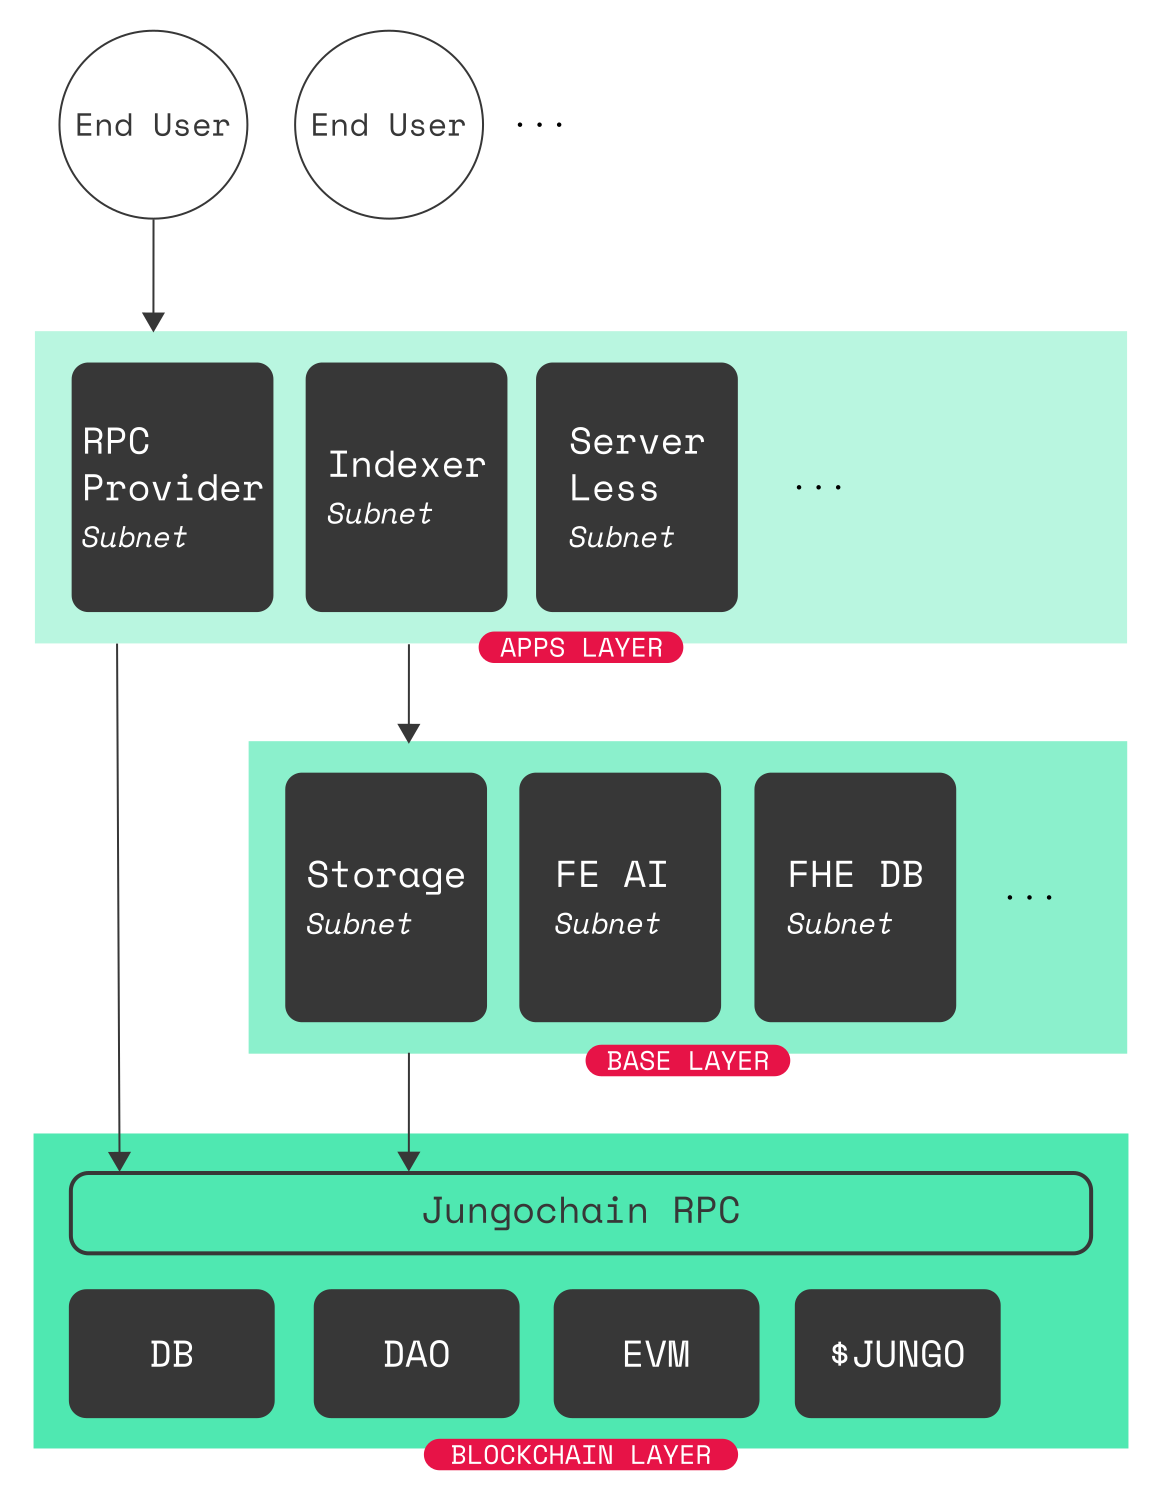 End User
End User
...
RPC
Provider
Subnet
Indexer
Subnet
Server
Less
Subnet
...
APPS LAYER
Storage
Subnet
FE AI
Subnet
FHE DB
Subnet
...
BASE LAYER
Jungochain RPC
DB
DAO
EVM
$JUNGO
BLOCKCHAIN LAYER